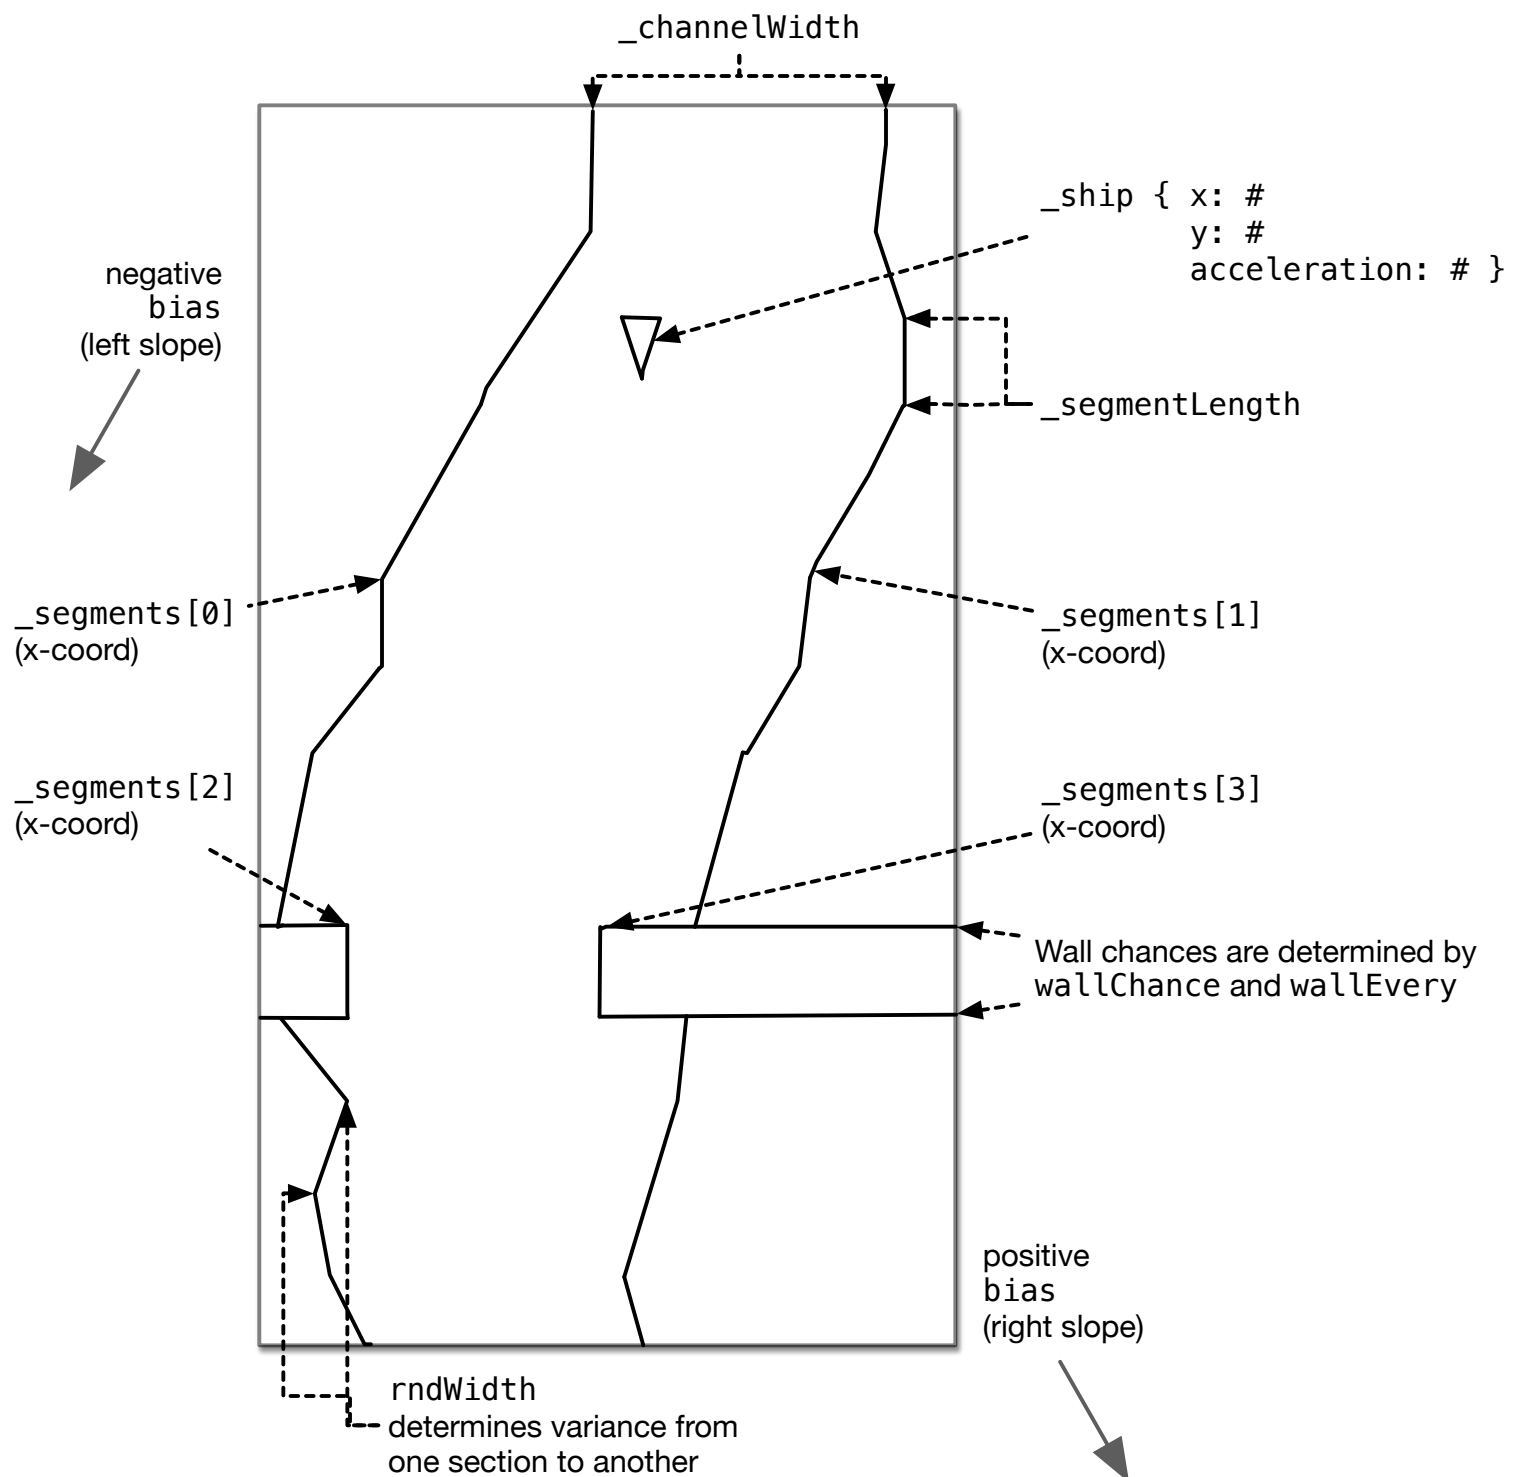 _channelWidth
_ship { x: #
y: #
acceleration: # }
negative
bias
(left slope)
_segmentLength
_segments[0]
(x-coord)
_segments[1]
(x-coord)
_segments[2]
(x-coord)
_segments[3]
(x-coord)
Wall chances are determined by
wallChance and wallEvery
positive
bias
(right slope)
rndWidth
determines variance from
one section to another